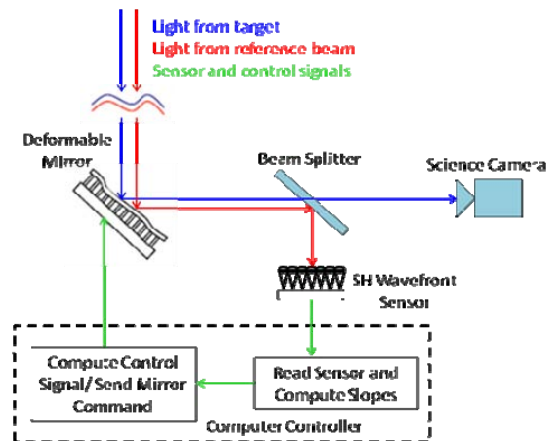 Light from target
Light from reference beam
Sensor and control signals
Deformable
Mirror
Beam Splitter
Science Camera
SH Wavefront
Sensor
Compute Control
Signal/ Send Mirror
Command
Read Sensor and
Compute Slopes
Computer Controller